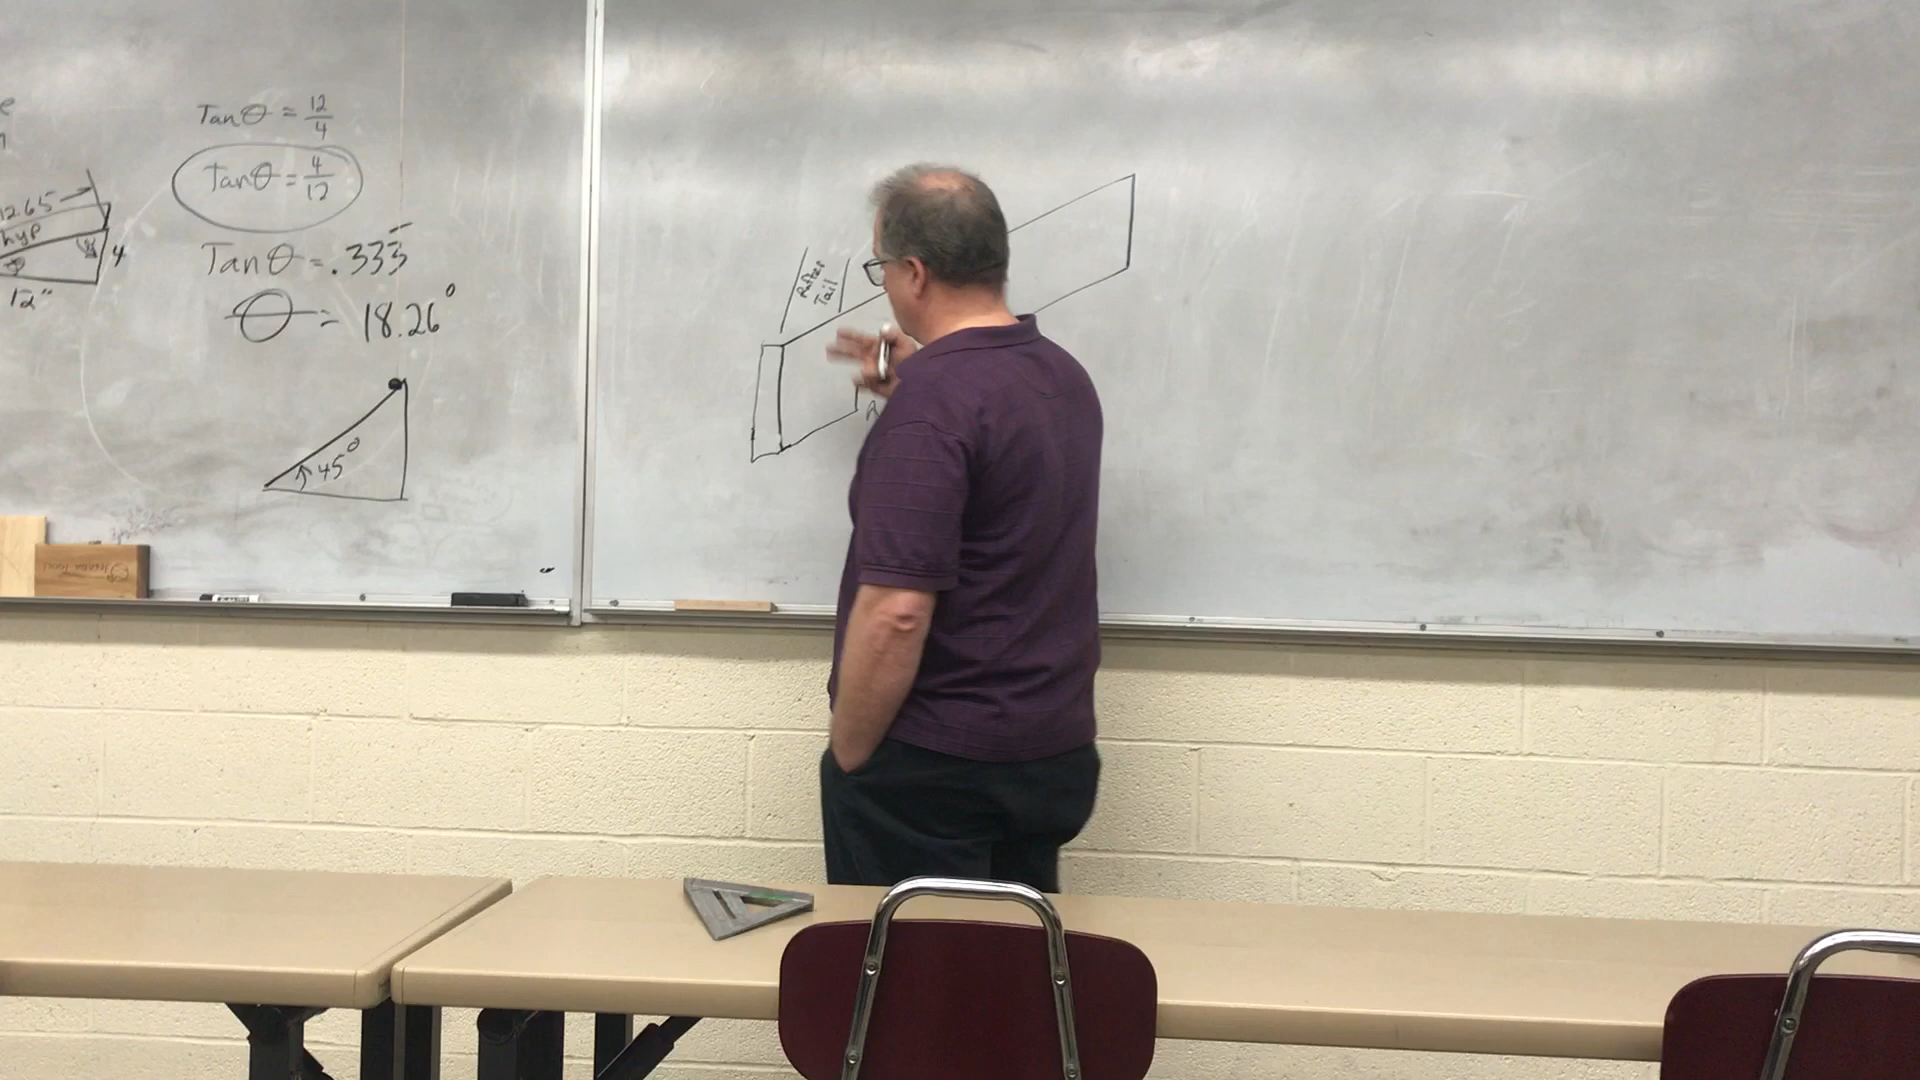 Tanθ = 12/4
Tanθ = 4/12
Tanθ = .333̅
θ = 18.26°
12.65
hyp
4
12"
45°
Rafter
Tail